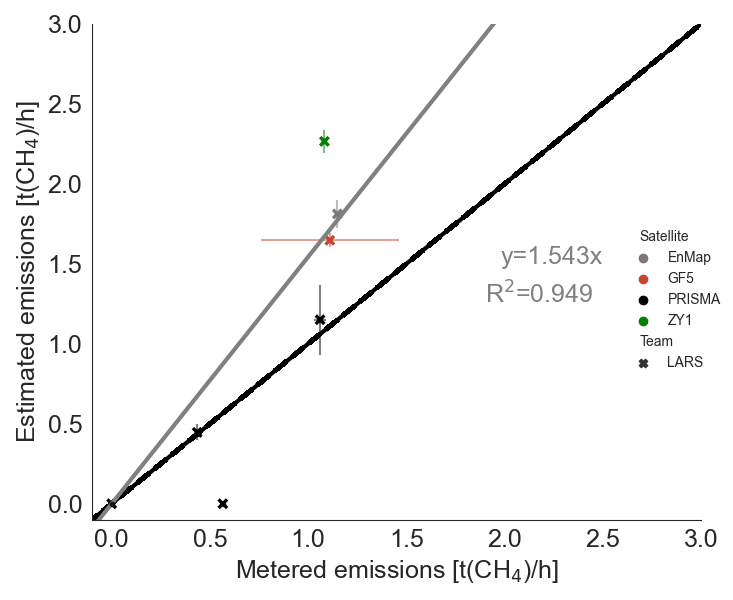 3.0
2.5
2.0
1.5
1.0
0.5
0.0
Estimated emissions [t(CH₄)/h]
y=1.543x
R²=0.949
Satellite
EnMap
GF5
PRISMA
ZY1
Team
LARS
0.0 0.5 1.0 1.5 2.0 2.5 3.0
Metered emissions [t(CH₄)/h]